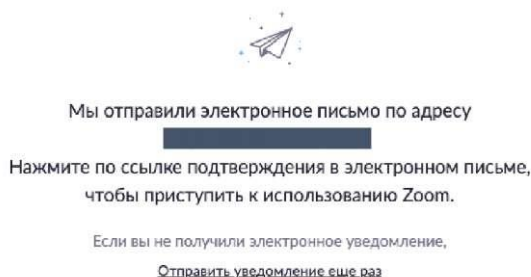 Мы отправили электронное письмо по адресу
Нажмите по ссылке подтверждения в электронном письме,
чтобы приступить к использованию Zoom.
Если вы не получили электронное уведомление,
Отправить уведомление еще раз